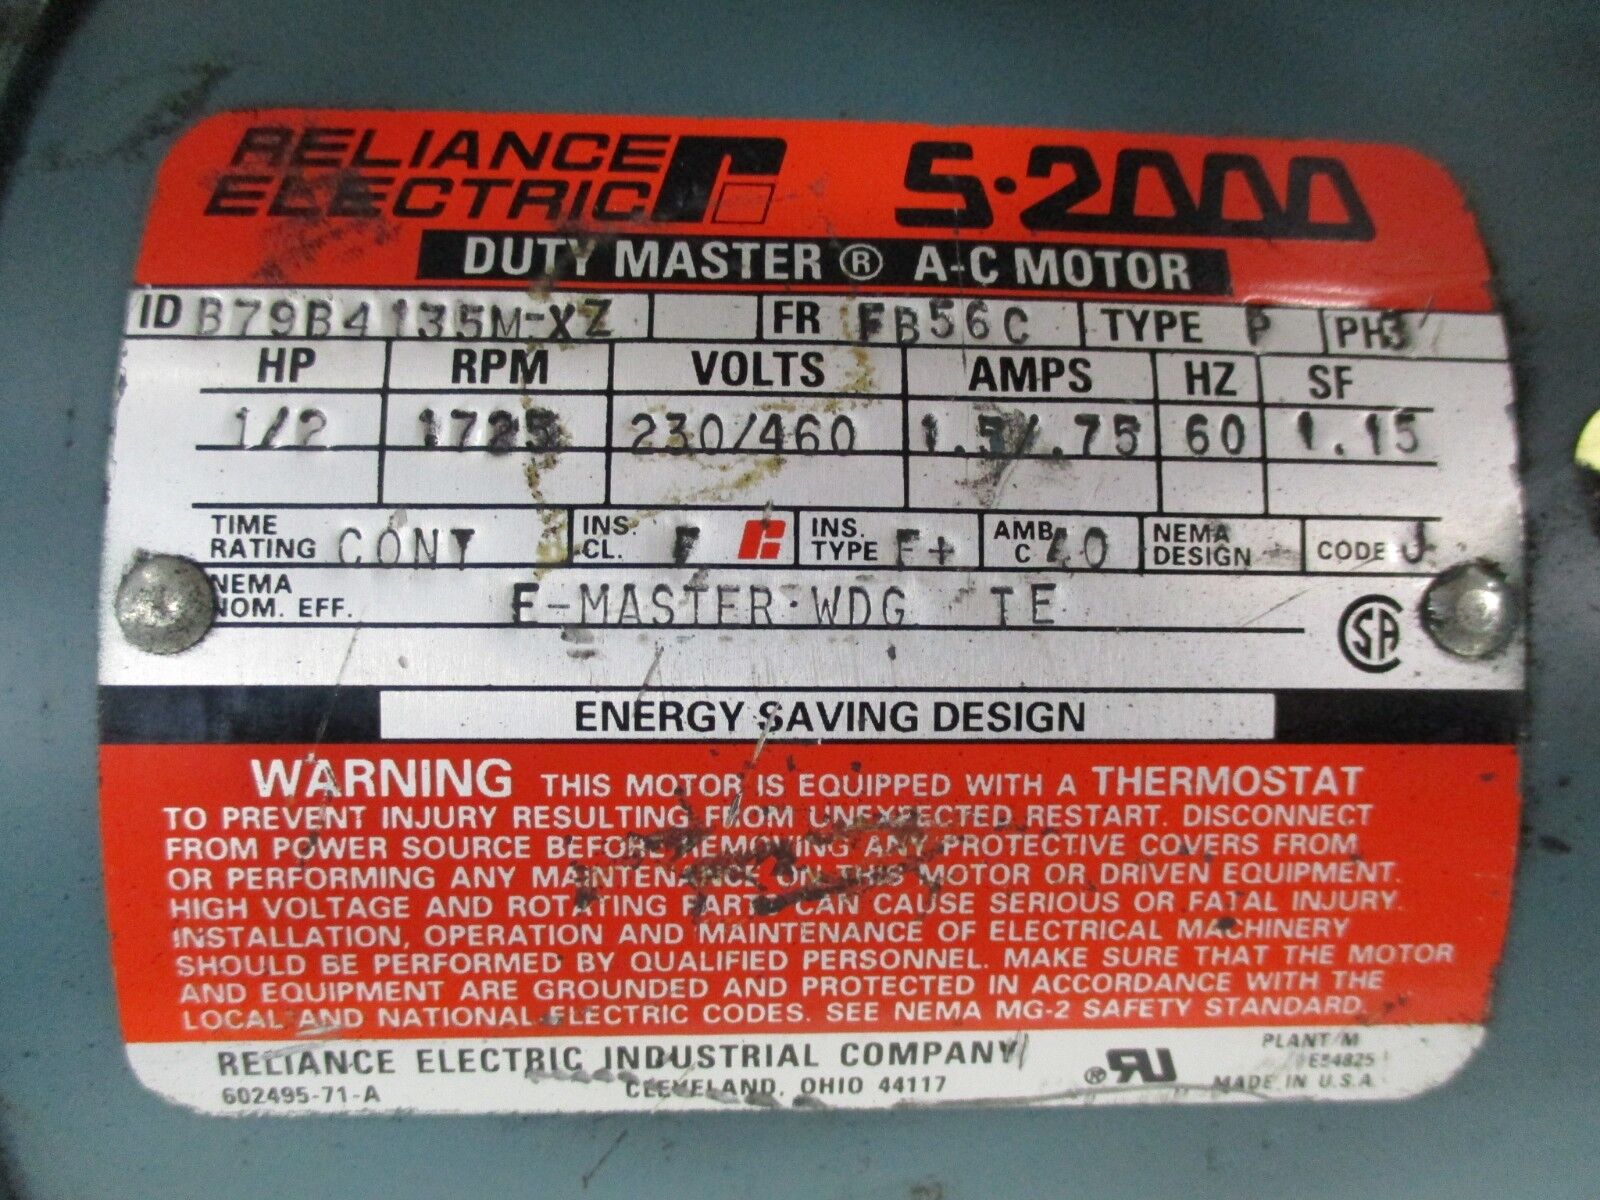 RELIANCE
ELECTRIC
S·2000
DUTY MASTER ® A-C MOTOR
ID B79B4135M-XZ FR FB56C TYPE P PH 3
HP RPM VOLTS AMPS HZ SF
1/2 1725 230/460 1.5/.75 60 1.15
TIME RATING CONT INS. CL. F INS. TYPE F+ AMB C 40 NEMA DESIGN CODE J
NEMA NOM. EFF. E-MASTER WDG TE
SA
ENERGY SAVING DESIGN
WARNING THIS MOTOR IS EQUIPPED WITH A THERMOSTAT
TO PREVENT INJURY RESULTING FROM UNEXPECTED RESTART. DISCONNECT
FROM POWER SOURCE BEFORE REMOVING ANY PROTECTIVE COVERS FROM
OR PERFORMING ANY MAINTENANCE ON THIS MOTOR OR DRIVEN EQUIPMENT.
HIGH VOLTAGE AND ROTATING PARTS CAN CAUSE SERIOUS OR FATAL INJURY.
INSTALLATION, OPERATION AND MAINTENANCE OF ELECTRICAL MACHINERY
SHOULD BE PERFORMED BY QUALIFIED PERSONNEL. MAKE SURE THAT THE MOTOR
AND EQUIPMENT ARE GROUNDED AND PROTECTED IN ACCORDANCE WITH THE
LOCAL AND NATIONAL ELECTRIC CODES. SEE NEMA MG-2 SAFETY STANDARD.
RELIANCE ELECTRIC INDUSTRIAL COMPANY
CLEVELAND, OHIO 44117
602495-71-A
® RU
PLANT/M
E54825
MADE IN U.S.A.